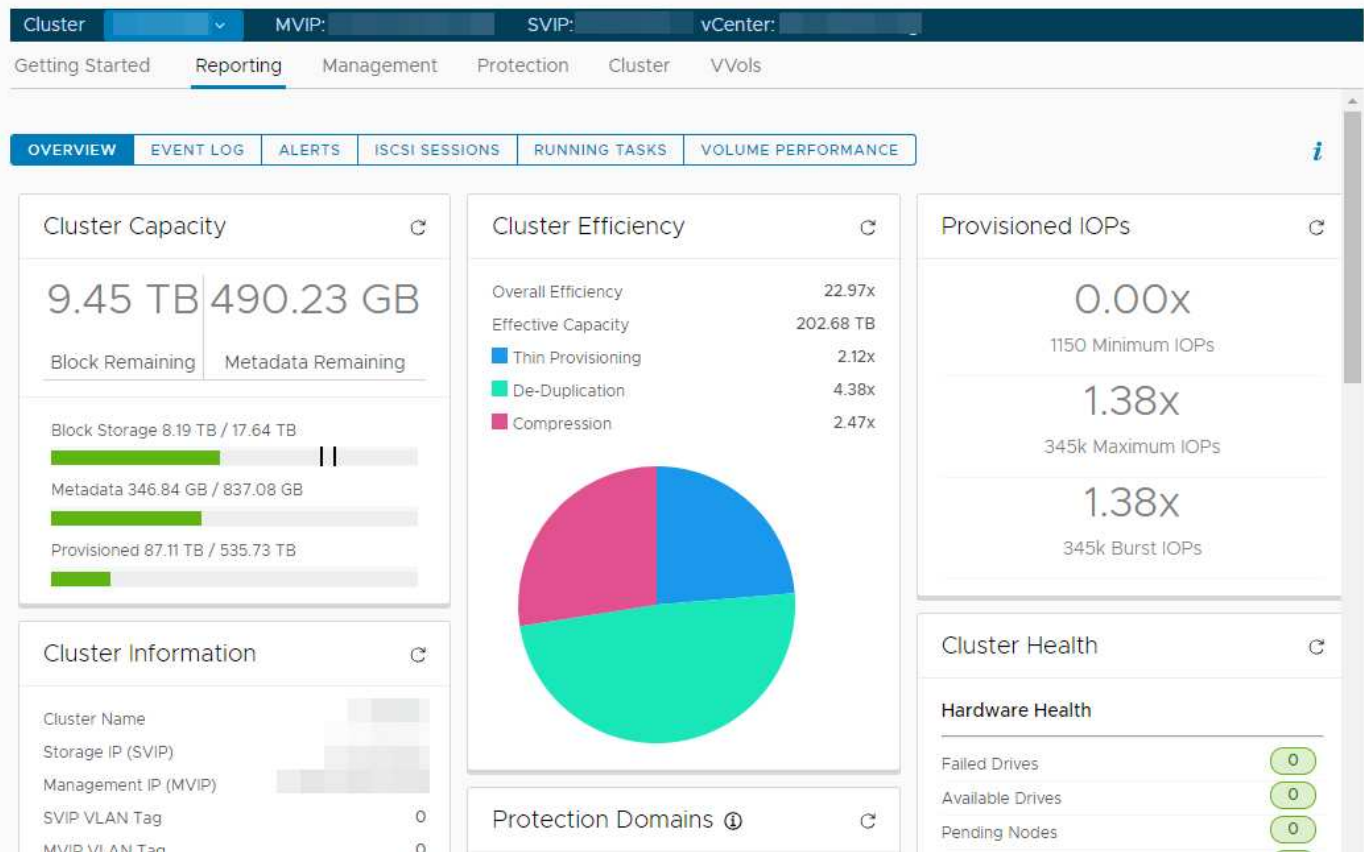 Cluster MVIP: SVIP: vCenter:
Getting Started Reporting Management Protection Cluster VVols
OVERVIEW EVENT LOG ALERTS ISCSI SESSIONS RUNNING TASKS VOLUME PERFORMANCE
i
Cluster Capacity
9.45 TB 490.23 GB
Block Remaining Metadata Remaining
Block Storage 8.19 TB / 17.64 TB
Metadata 346.84 GB / 837.08 GB
Provisioned 87.11 TB / 535.73 TB
Cluster Efficiency
Overall Efficiency 22.97x
Effective Capacity 202.68 TB
Thin Provisioning 2.12x
De-Duplication 4.38x
Compression 2.47x
Provisioned IOPs
0.00x
1150 Minimum IOPs
1.38x
345k Maximum IOPs
1.38x
345k Burst IOPs
Cluster Information
Cluster Name
Storage IP (SVIP)
Management IP (MVIP)
SVIP VLAN Tag 0
MVIP VLAN Tag 0
Protection Domains
Cluster Health
Hardware Health
Failed Drives 0
Available Drives 0
Pending Nodes 0